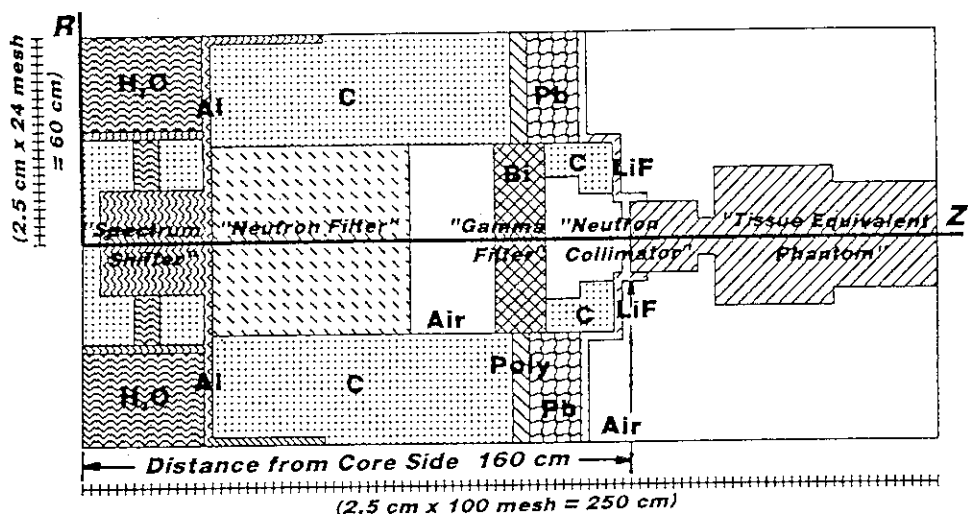 R
(2.5 cm x 24 mesh
= 60 cm)
H₂O
Al
C
Pb
Bi
C
LiF
"Spectrum
Shifter"
"Neutron Filter"
"Gamma
Filter"
"Neutron
Collimator"
"Tissue Equivalent
Phantom"
Z
Air
C
LiF
H₂O
Al
C
Poly
Pb
Air
Distance from Core Side 160 cm
(2.5 cm x 100 mesh = 250 cm)